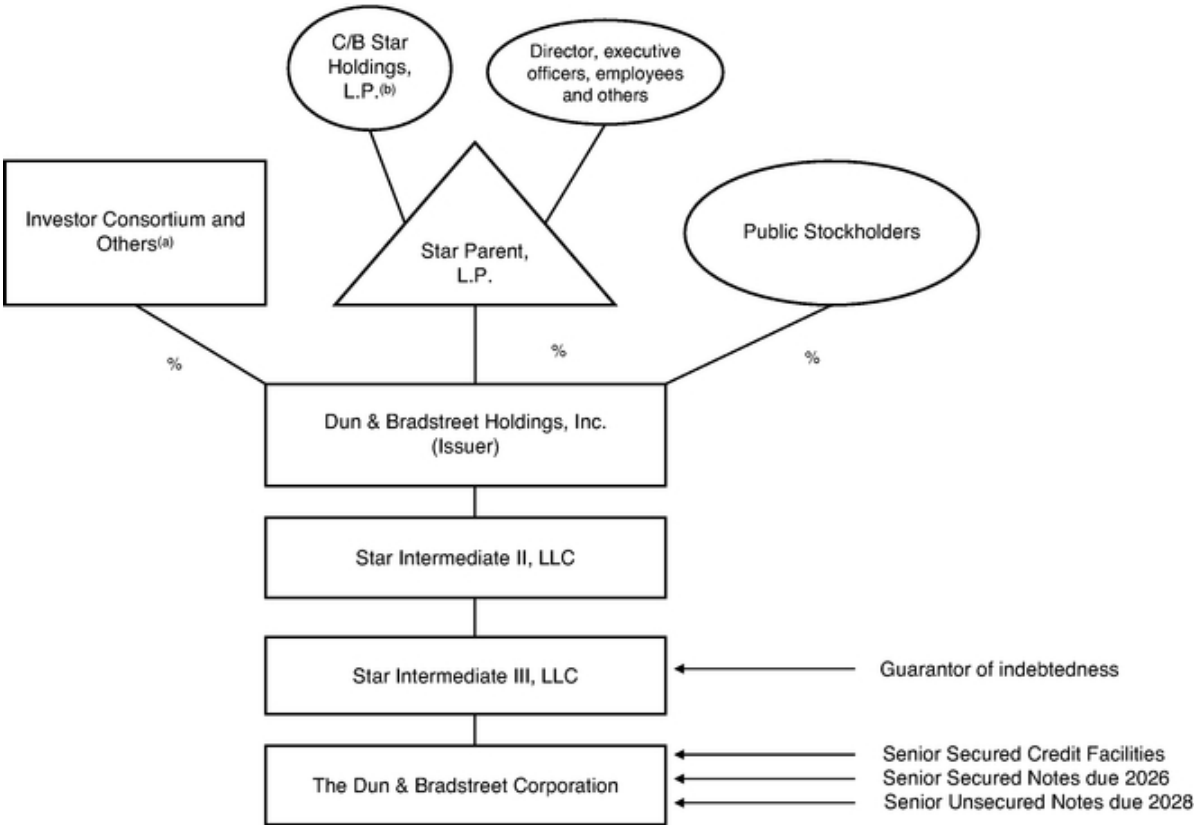 C/B Star
Holdings,
L.P.(b)
Director, executive
officers, employees
and others
Investor Consortium and
Others(a)
Star Parent,
L.P.
Public Stockholders
%
%
%
Dun & Bradstreet Holdings, Inc.
(Issuer)
Star Intermediate II, LLC
Star Intermediate III, LLC
Guarantor of indebtedness
The Dun & Bradstreet Corporation
Senior Secured Credit Facilities
Senior Secured Notes due 2026
Senior Unsecured Notes due 2028